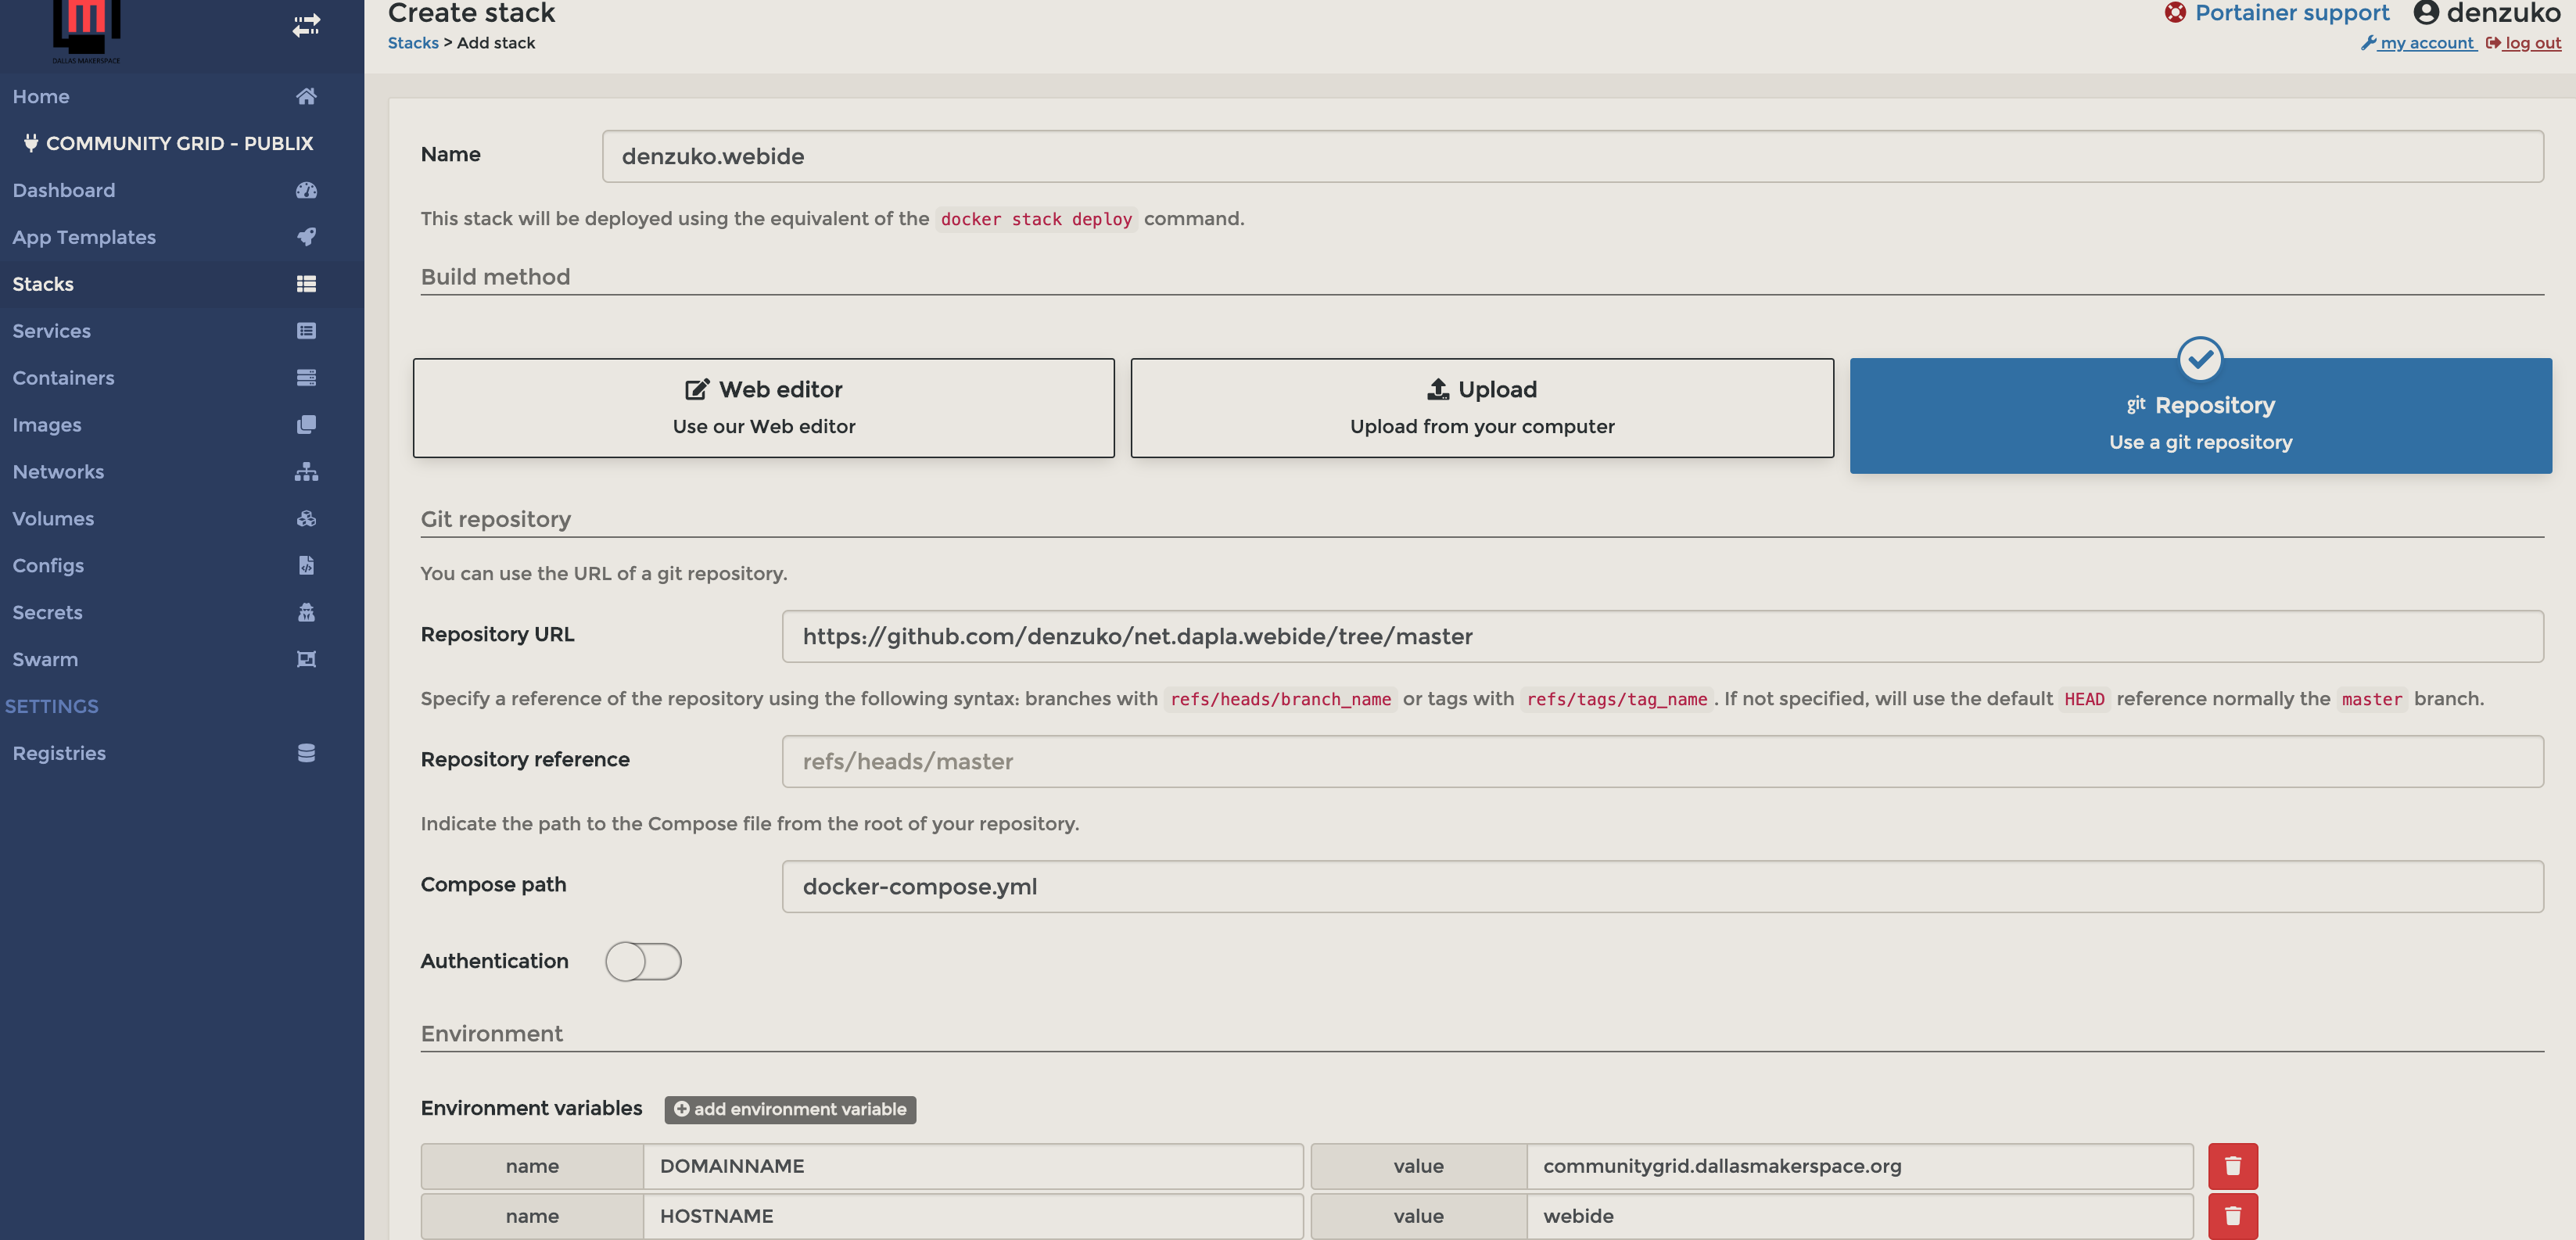 Create stack
Portainer support denzuko
Stacks > Add stack
my account log out
DALLAS MAKERSPACE
Home
COMMUNITY GRID - PUBLIX
Dashboard
App Templates
Stacks
Services
Containers
Images
Networks
Volumes
Configs
Secrets
Swarm
SETTINGS
Registries
Name denzuko.webide
This stack will be deployed using the equivalent of the docker stack deploy command.
Build method
Web editor
Use our Web editor
Upload
Upload from your computer
git Repository
Use a git repository
Git repository
You can use the URL of a git repository.
Repository URL https://github.com/denzuko/net.dapla.webide/tree/master
Specify a reference of the repository using the following syntax: branches with refs/heads/branch_name or tags with refs/tags/tag_name. If not specified, will use the default HEAD reference normally the master branch.
Repository reference refs/heads/master
Indicate the path to the Compose file from the root of your repository.
Compose path docker-compose.yml
Authentication
Environment
Environment variables add environment variable
name DOMAINNAME value communitygrid.dallasmakerspace.org
name HOSTNAME value webide